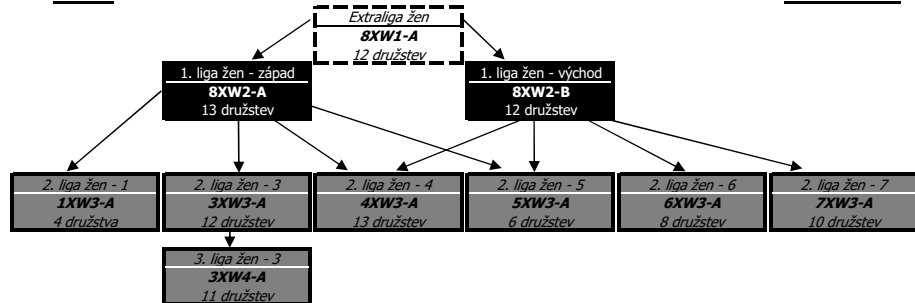 Extraliga žen
8XW1-A
12 družstev
1. liga žen - západ
8XW2-A
13 družstev
1. liga žen - východ
8XW2-B
12 družstev
2. liga žen - 1
1XW3-A
4 družstva
2. liga žen - 3
3XW3-A
12 družstev
2. liga žen - 4
4XW3-A
13 družstev
2. liga žen - 5
5XW3-A
6 družstev
2. liga žen - 6
6XW3-A
8 družstev
2. liga žen - 7
7XW3-A
10 družstev
3. liga žen - 3
3XW4-A
11 družstev